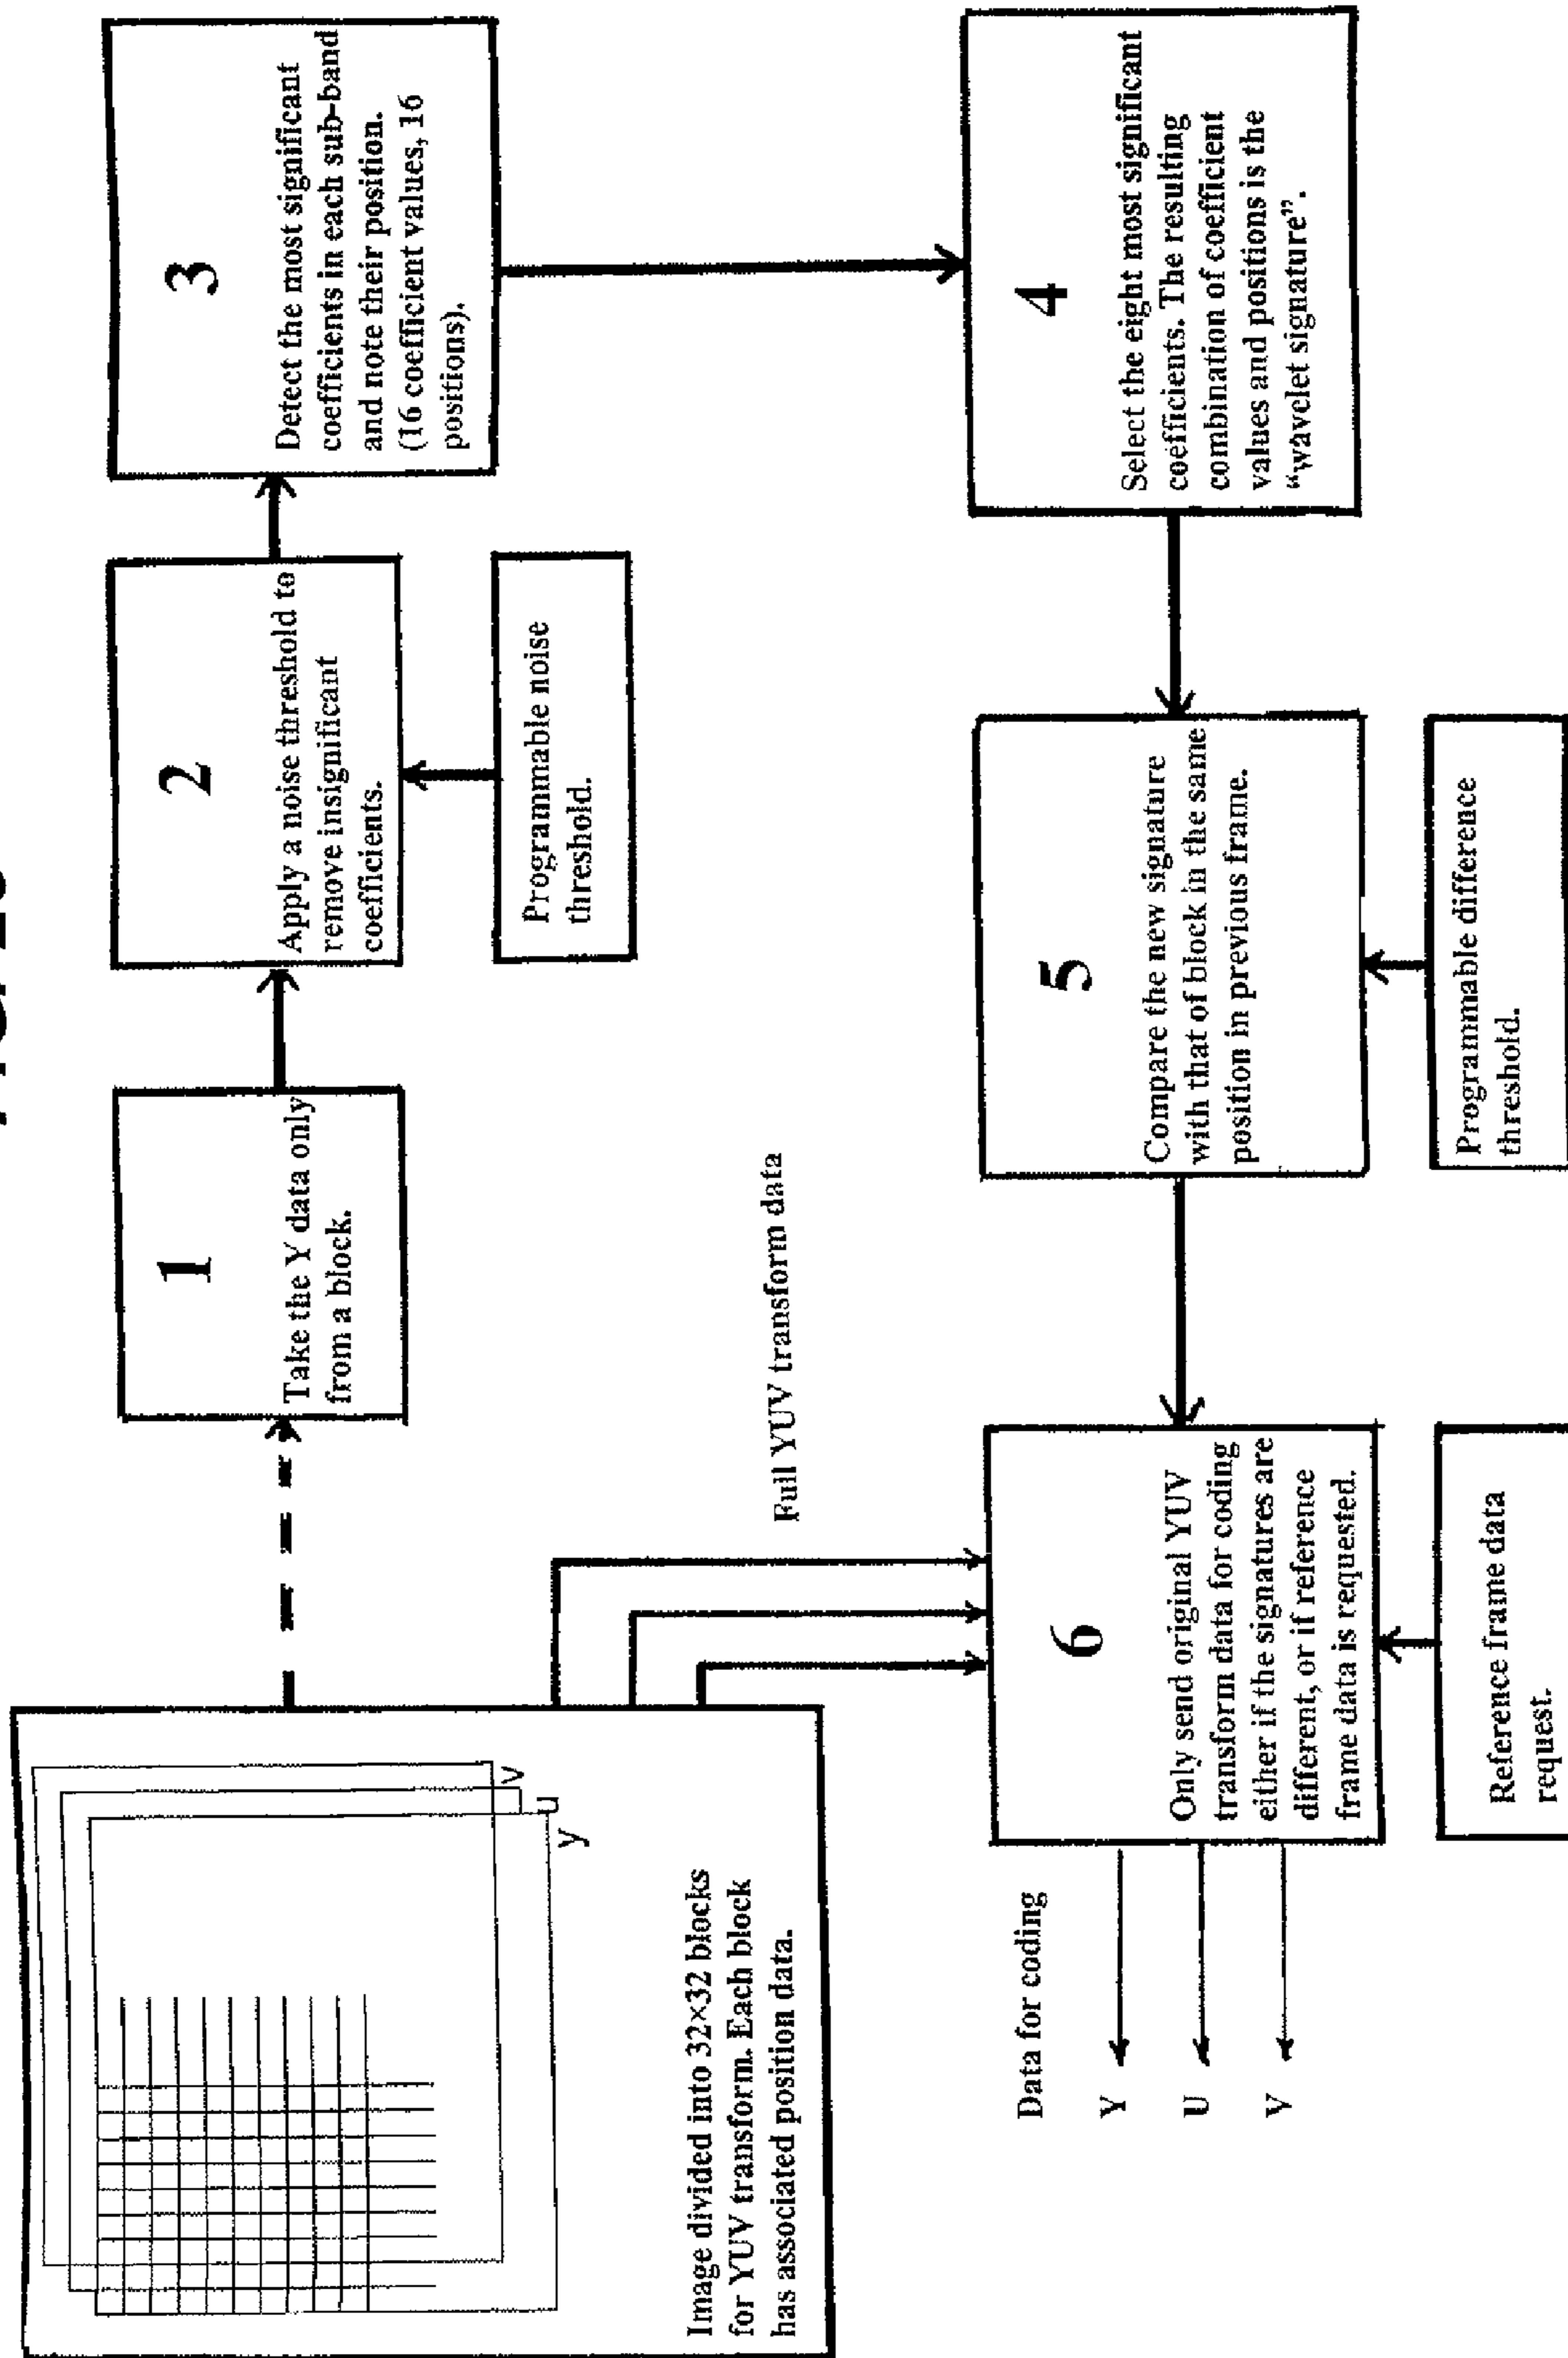 Image divided into 32×32 blocks
for YUV transform. Each block
has associated position data.
y
u
v
1
Take the Y data only
from a block.
2
Apply a noise threshold to
remove insignificant
coefficients.
Programmable noise
threshold.
3
Detect the most significant
coefficients in each sub-band
and note their position.
(16 coefficient values, 16
positions).
4
Select the eight most significant
coefficients. The resulting
combination of coefficient
values and positions is the
“wavelet signature”.
5
Compare the new signature
with that of block in the same
position in previous frame.
Programmable difference
threshold.
Full YUV transform data
6
Only send original YUV
transform data for coding
either if the signatures are
different, or if reference
frame data is requested.
Reference frame data
request.
Data for coding
Y
U
V